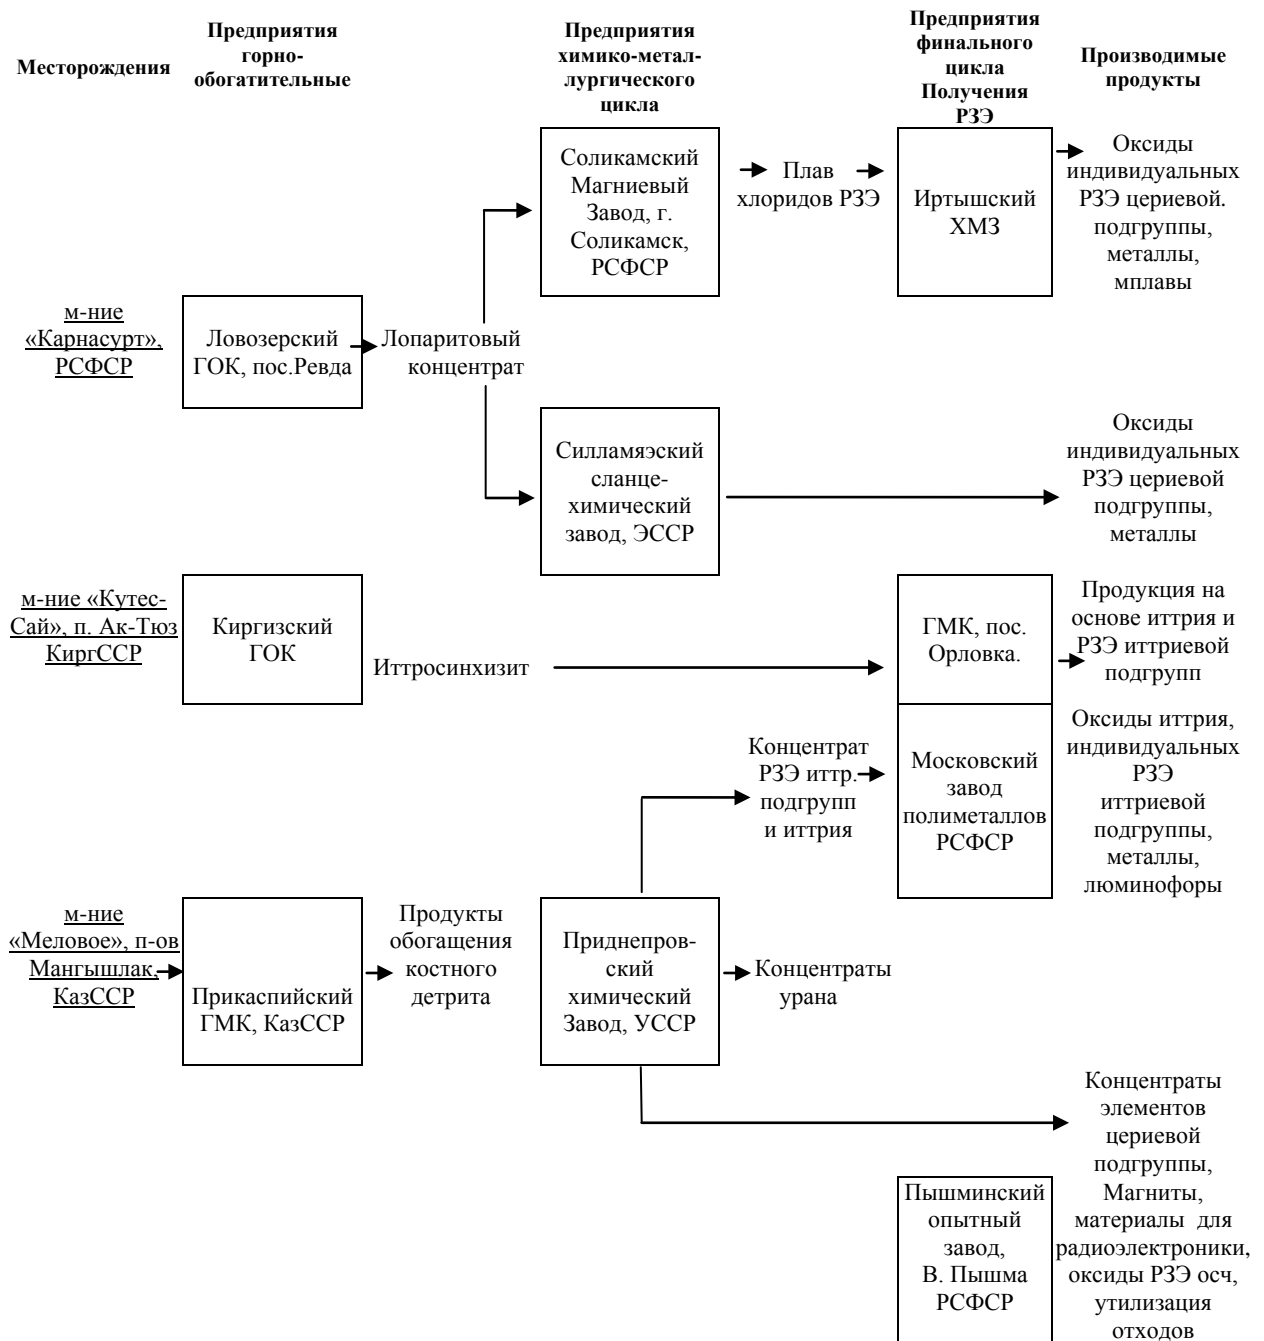 Месторождения
Предприятия
горно-
обогатительные
Предприятия
химико-метал-
лургического
цикла
Предприятия
финального
цикла
Получения
РЗЭ
Производимые
продукты
Соликамский
Магниевый
Завод, г.
Соликамск,
РСФСР
Плав
хлоридов РЗЭ
Иртышский
ХМЗ
Оксиды
индивидуальных
РЗЭ цериевой.
подгруппы,
металлы,
мплавы
м-ние
«Карнасурт»,
РСФСР
Ловозерский
ГОК, пос.Ревда
Лопаритовый
концентрат
Силламяэский
сланце-
химический
завод, ЭССР
Оксиды
индивидуальных
РЗЭ цериевой
подгруппы,
металлы
м-ние «Кутес-
Сай», п. Ак-Тюз
КиргССР
Киргизский
ГОК
Иттросинхизит
ГМК, пос.
Орловка.
Продукция на
основе иттрия и
РЗЭ иттриевой
подгрупп
Концентрат
РЗЭ иттр.
подгрупп
и иттрия
Московский
завод
полиметаллов
РСФСР
Оксиды иттрия,
индивидуальных
РЗЭ
иттриевой
подгруппы,
металлы,
люминофоры
м-ние
«Меловое», п-ов
Мангышлак,
КазССР
Прикаспийский
ГМК, КазССР
Продукты
обогащения
костного
детрита
Приднепров-
ский
химический
Завод, УССР
Концентраты
урана
Концентраты
элементов
цериевой
подгруппы,
Пышминский
опытный
завод,
В. Пышма
РСФСР
Магниты,
материалы для
радиоэлектроники,
оксиды РЗЭ осч,
утилизация
отходов